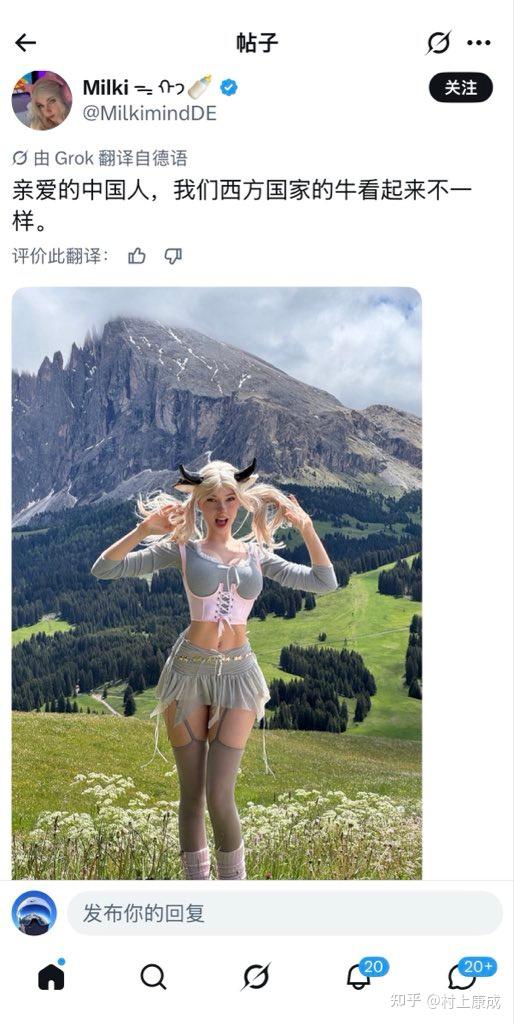 帖子
Milki
@MilkimindDE
关注
由 Grok 翻译自德语
亲爱的中国人，我们西方国家的牛看起来不一
样。
评价此翻译：
发布你的回复
20
20+
知乎 @村上康成